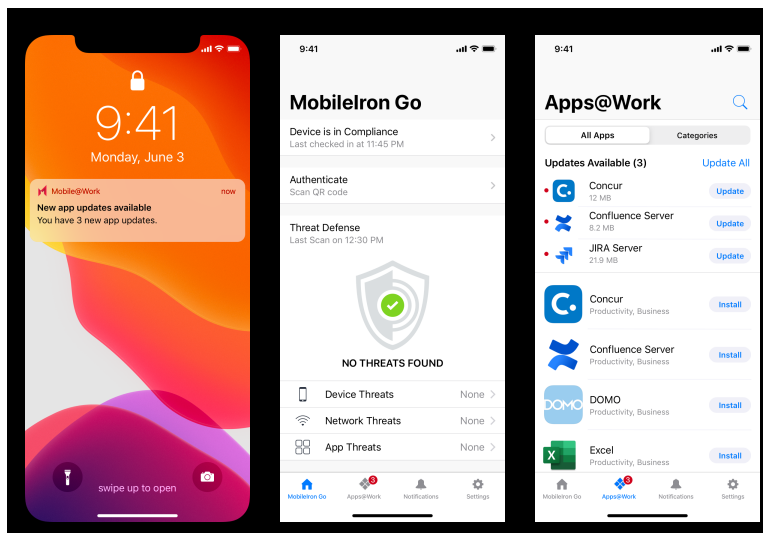 9:41
Monday, June 3
Mobile@Work
now
New app updates available
You have 3 new app updates.
swipe up to open
9:41
MobileIron Go
Device is in Compliance
Last checked in at 11:45 PM
Authenticate
Scan QR code
Threat Defense
Last Scan on 12:30 PM
NO THREATS FOUND
Device Threats
None
Network Threats
None
App Threats
None
3
MobileIron Go
Apps@Work
Notifications
Settings
9:41
Apps@Work
All Apps
Categories
Updates Available (3)
Update All
C.
Concur
12 MB
Update
Confluence Server
8.2 MB
Update
JIRA Server
21.9 MB
Update
C.
Concur
Productivity, Business
Install
Confluence Server
Productivity, Business
Install
DOMO
DOMO
Productivity, Business
Install
X
Excel
Productivity, Business
Install
3
MobileIron Go
Apps@Work
Notifications
Settings